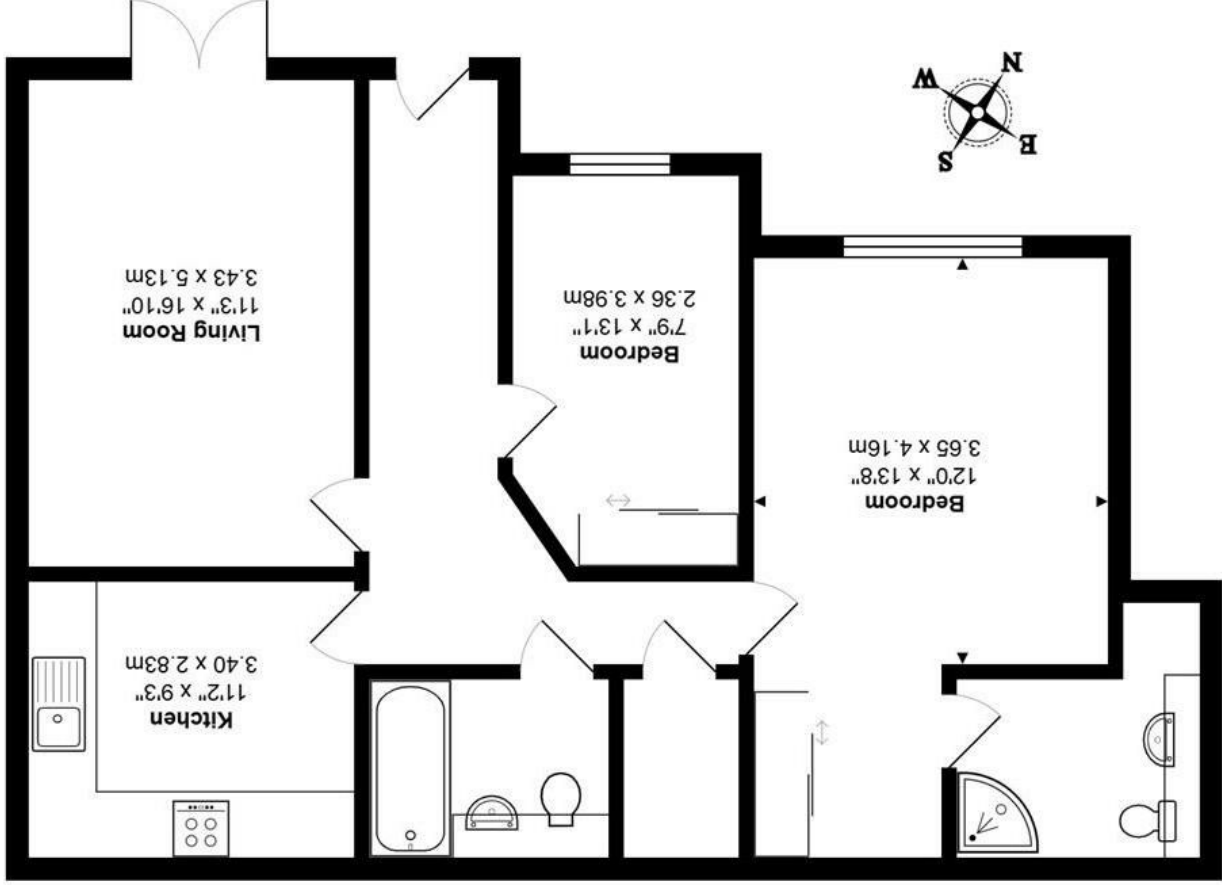 Kitchen
11'2" x 9'3"
3.40 x 2.83m
Bedroom
12'0" x 13'8"
3.65 x 4.16m
Bedroom
7'9" x 13'1"
2.36 x 3.98m
Living Room
11'3" x 16'10"
3.43 x 5.13m
S
E
W
N